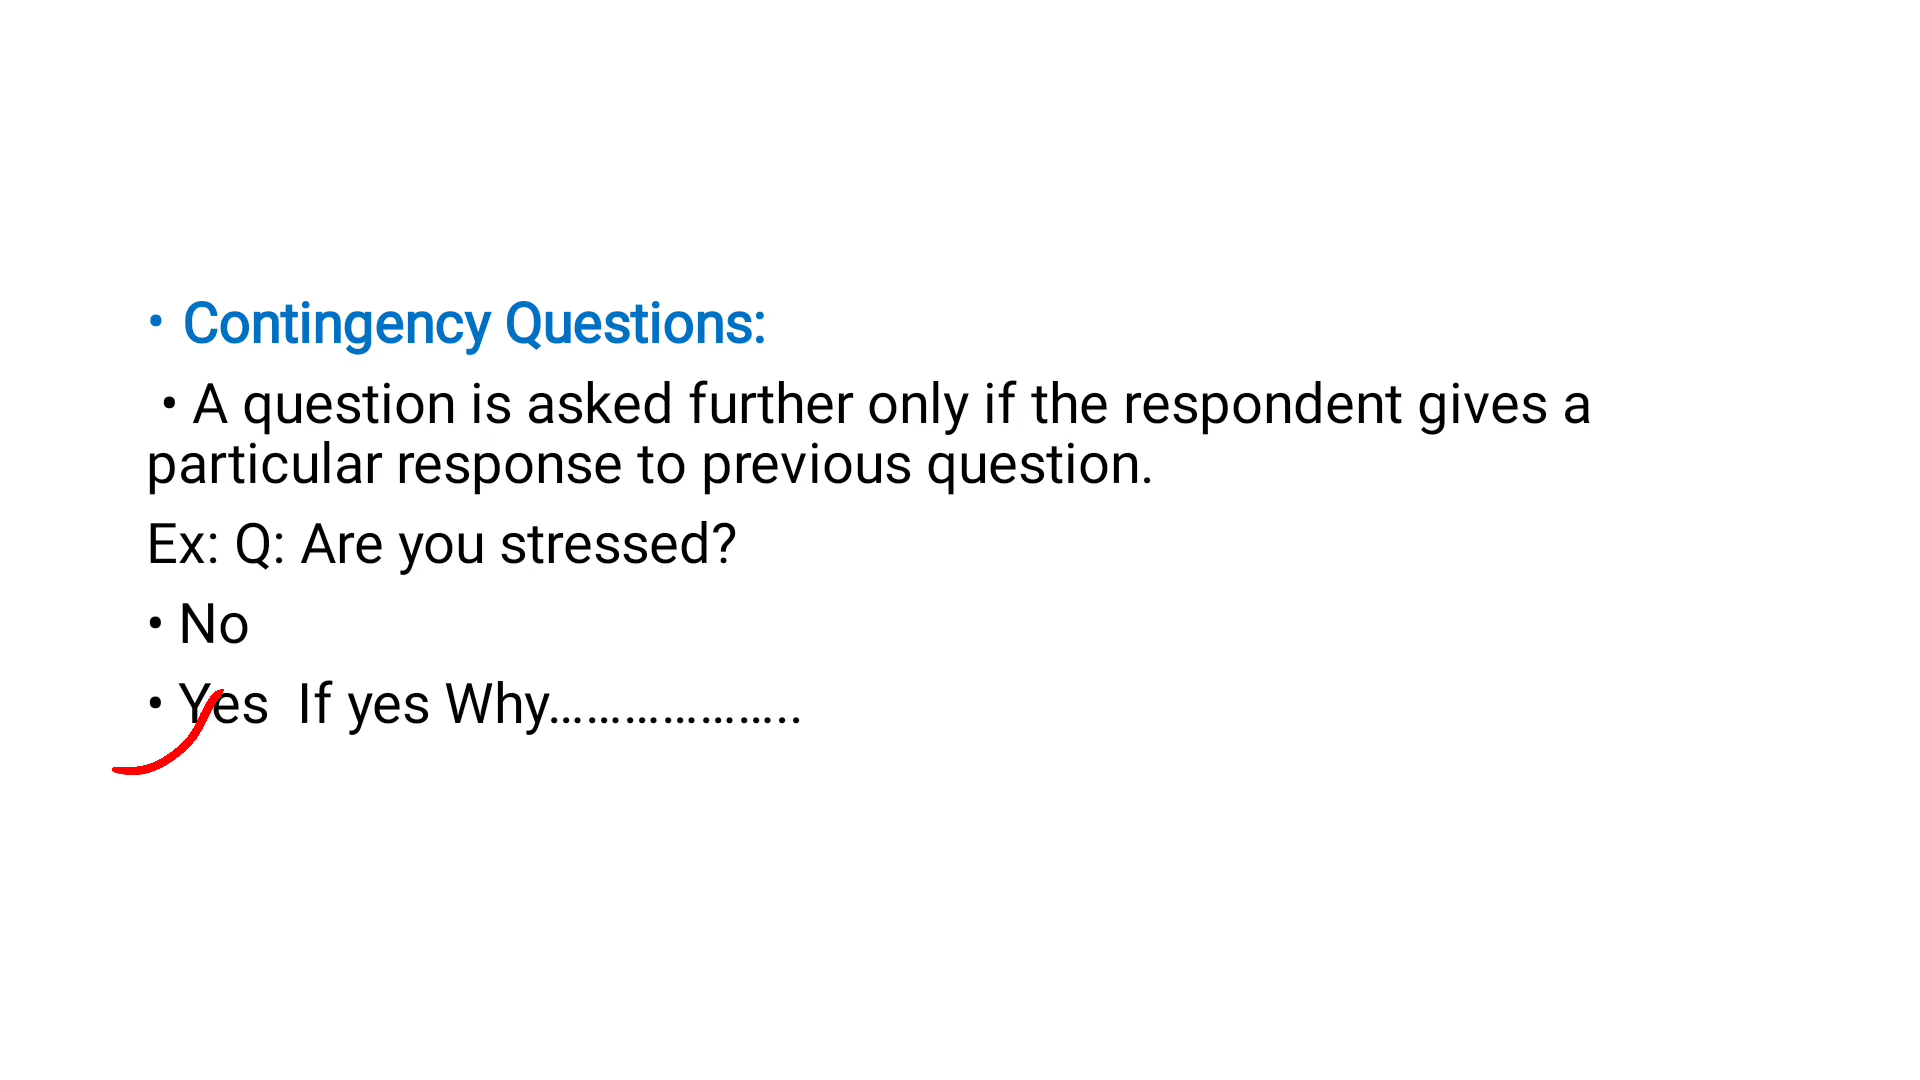 • Contingency Questions:
• A question is asked further only if the respondent gives a
particular response to previous question.
Ex: Q: Are you stressed?
• No
• Yes  If yes Why………………..